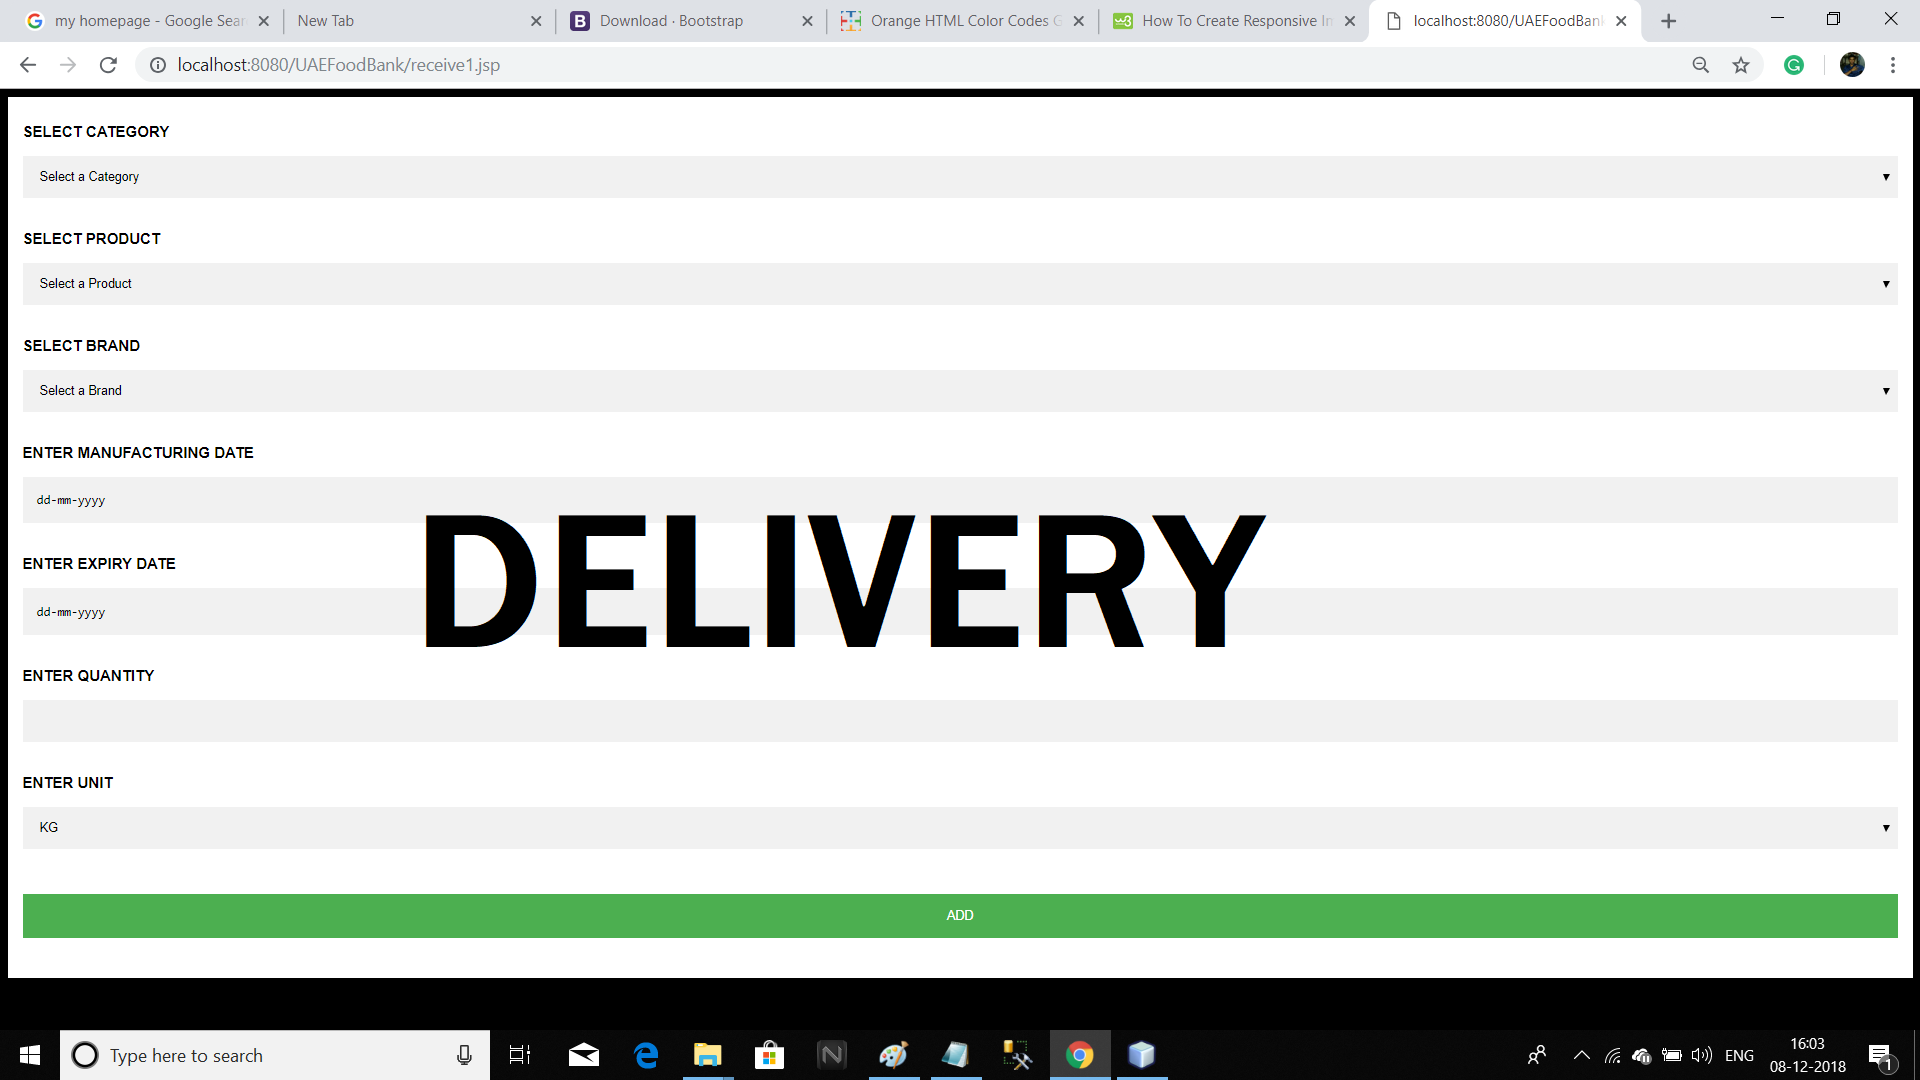 my homepage - Google Sear
New Tab
Download · Bootstrap
Orange HTML Color Codes G
How To Create Responsive Im
localhost:8080/UAEFoodBank
localhost:8080/UAEFoodBank/receive1.jsp
SELECT CATEGORY
Select a Category
SELECT PRODUCT
Select a Product
SELECT BRAND
Select a Brand
ENTER MANUFACTURING DATE
dd-mm-yyyy
DELIVERY
ENTER EXPIRY DATE
dd-mm-yyyy
ENTER QUANTITY
ENTER UNIT
KG
ADD
Type here to search
ENG
16:03
08-12-2018
1